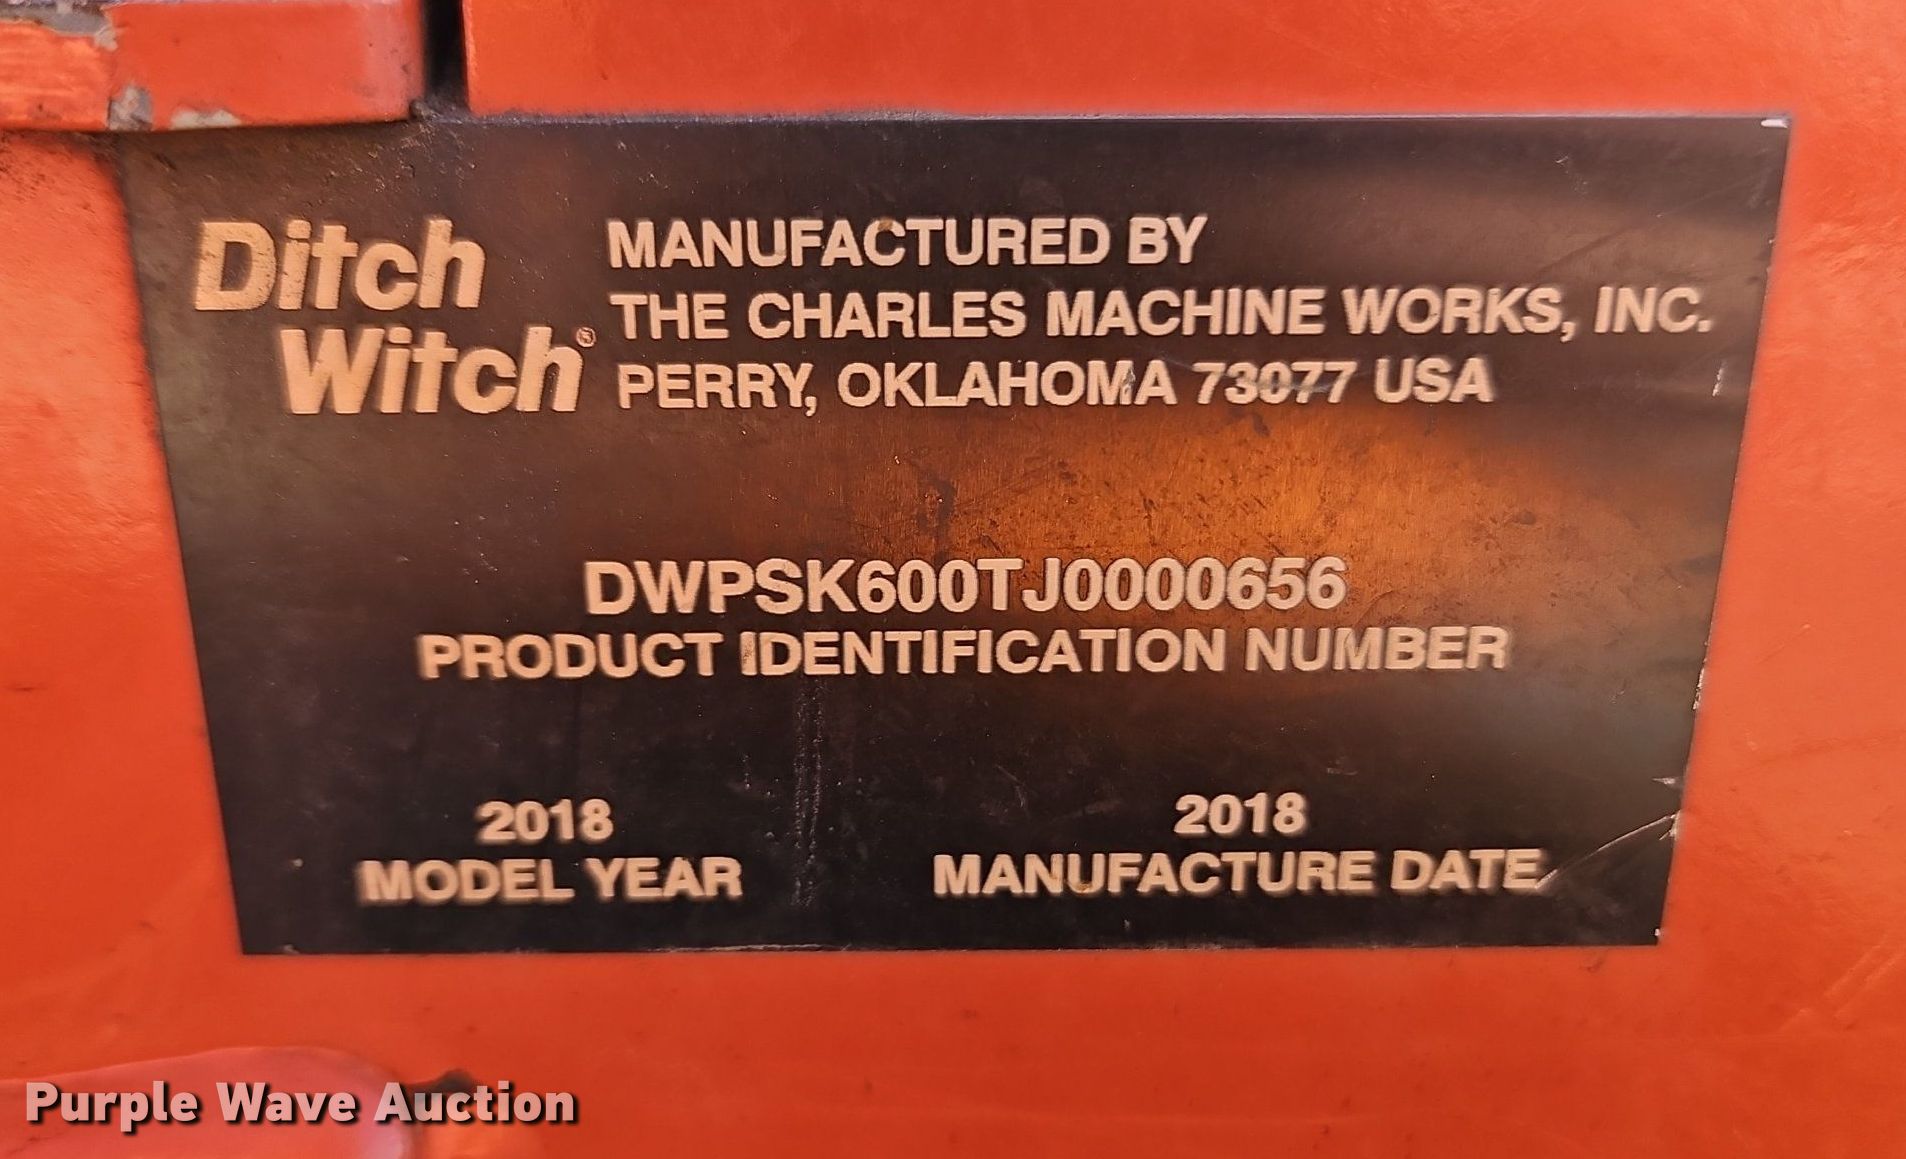 Ditch
Witch®
MANUFACTURED BY
THE CHARLES MACHINE WORKS, INC.
PERRY, OKLAHOMA 73077 USA
DWPSK600TJ0000656
PRODUCT IDENTIFICATION NUMBER
2018
MODEL YEAR
2018
MANUFACTURE DATE
Purple Wave Auction